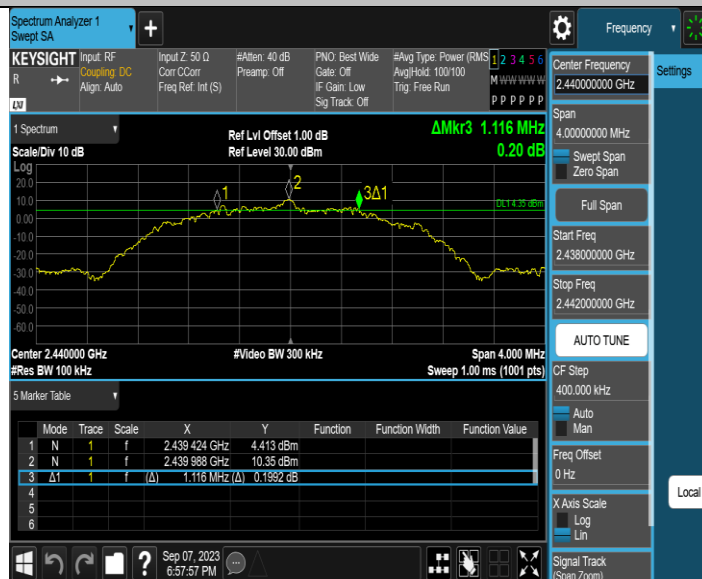 Spectrum Analyzer 1
Swept SA
+
Frequency
KEYSIGHT
R
LXI
Input: RF
Coupling: DC
Align: Auto
Input Z: 50 Ω
Corr CCorr
Freq Ref: Int (S)
#Atten: 40 dB
Preamp: Off
PNO: Best Wide
Gate: Off
IF Gain: Low
Sig Track: Off
#Avg Type: Power (RMS
Avg|Hold: 100/100
Trig: Free Run
1 2 3 4 5 6
M W W W W W
P P P P P P
1 Spectrum
Scale/Div 10 dB
Log
Ref Lvl Offset 1.00 dB
Ref Level 30.00 dBm
ΔMkr3 1.116 MHz
0.20 dB
20.0
10.0
0.00
-10.0
-20.0
-30.0
-40.0
-50.0
-60.0
1
2
3Δ1
DL1 4.35 dBm
Center 2.440000 GHz
#Res BW 100 kHz
#Video BW 300 kHz
Span 4.000 MHz
Sweep 1.00 ms (1001 pts)
5 Marker Table
Mode Trace Scale X Y Function Function Width Function Value
1 N 1 f 2.439 424 GHz 4.413 dBm
2 N 1 f 2.439 988 GHz 10.35 dBm
3 Δ1 1 f (Δ) 1.116 MHz (Δ) 0.1992 dB
4
5
6
?
Sep 07, 2023
6:57:57 PM
Center Frequency
2.440000000 GHz
Span
4.00000000 MHz
Swept Span
Zero Span
Full Span
Start Freq
2.438000000 GHz
Stop Freq
2.442000000 GHz
AUTO TUNE
CF Step
400.000 kHz
Auto
Man
Freq Offset
0 Hz
X Axis Scale
Log
Lin
Signal Track
(Span Zoom)
Settings
Local